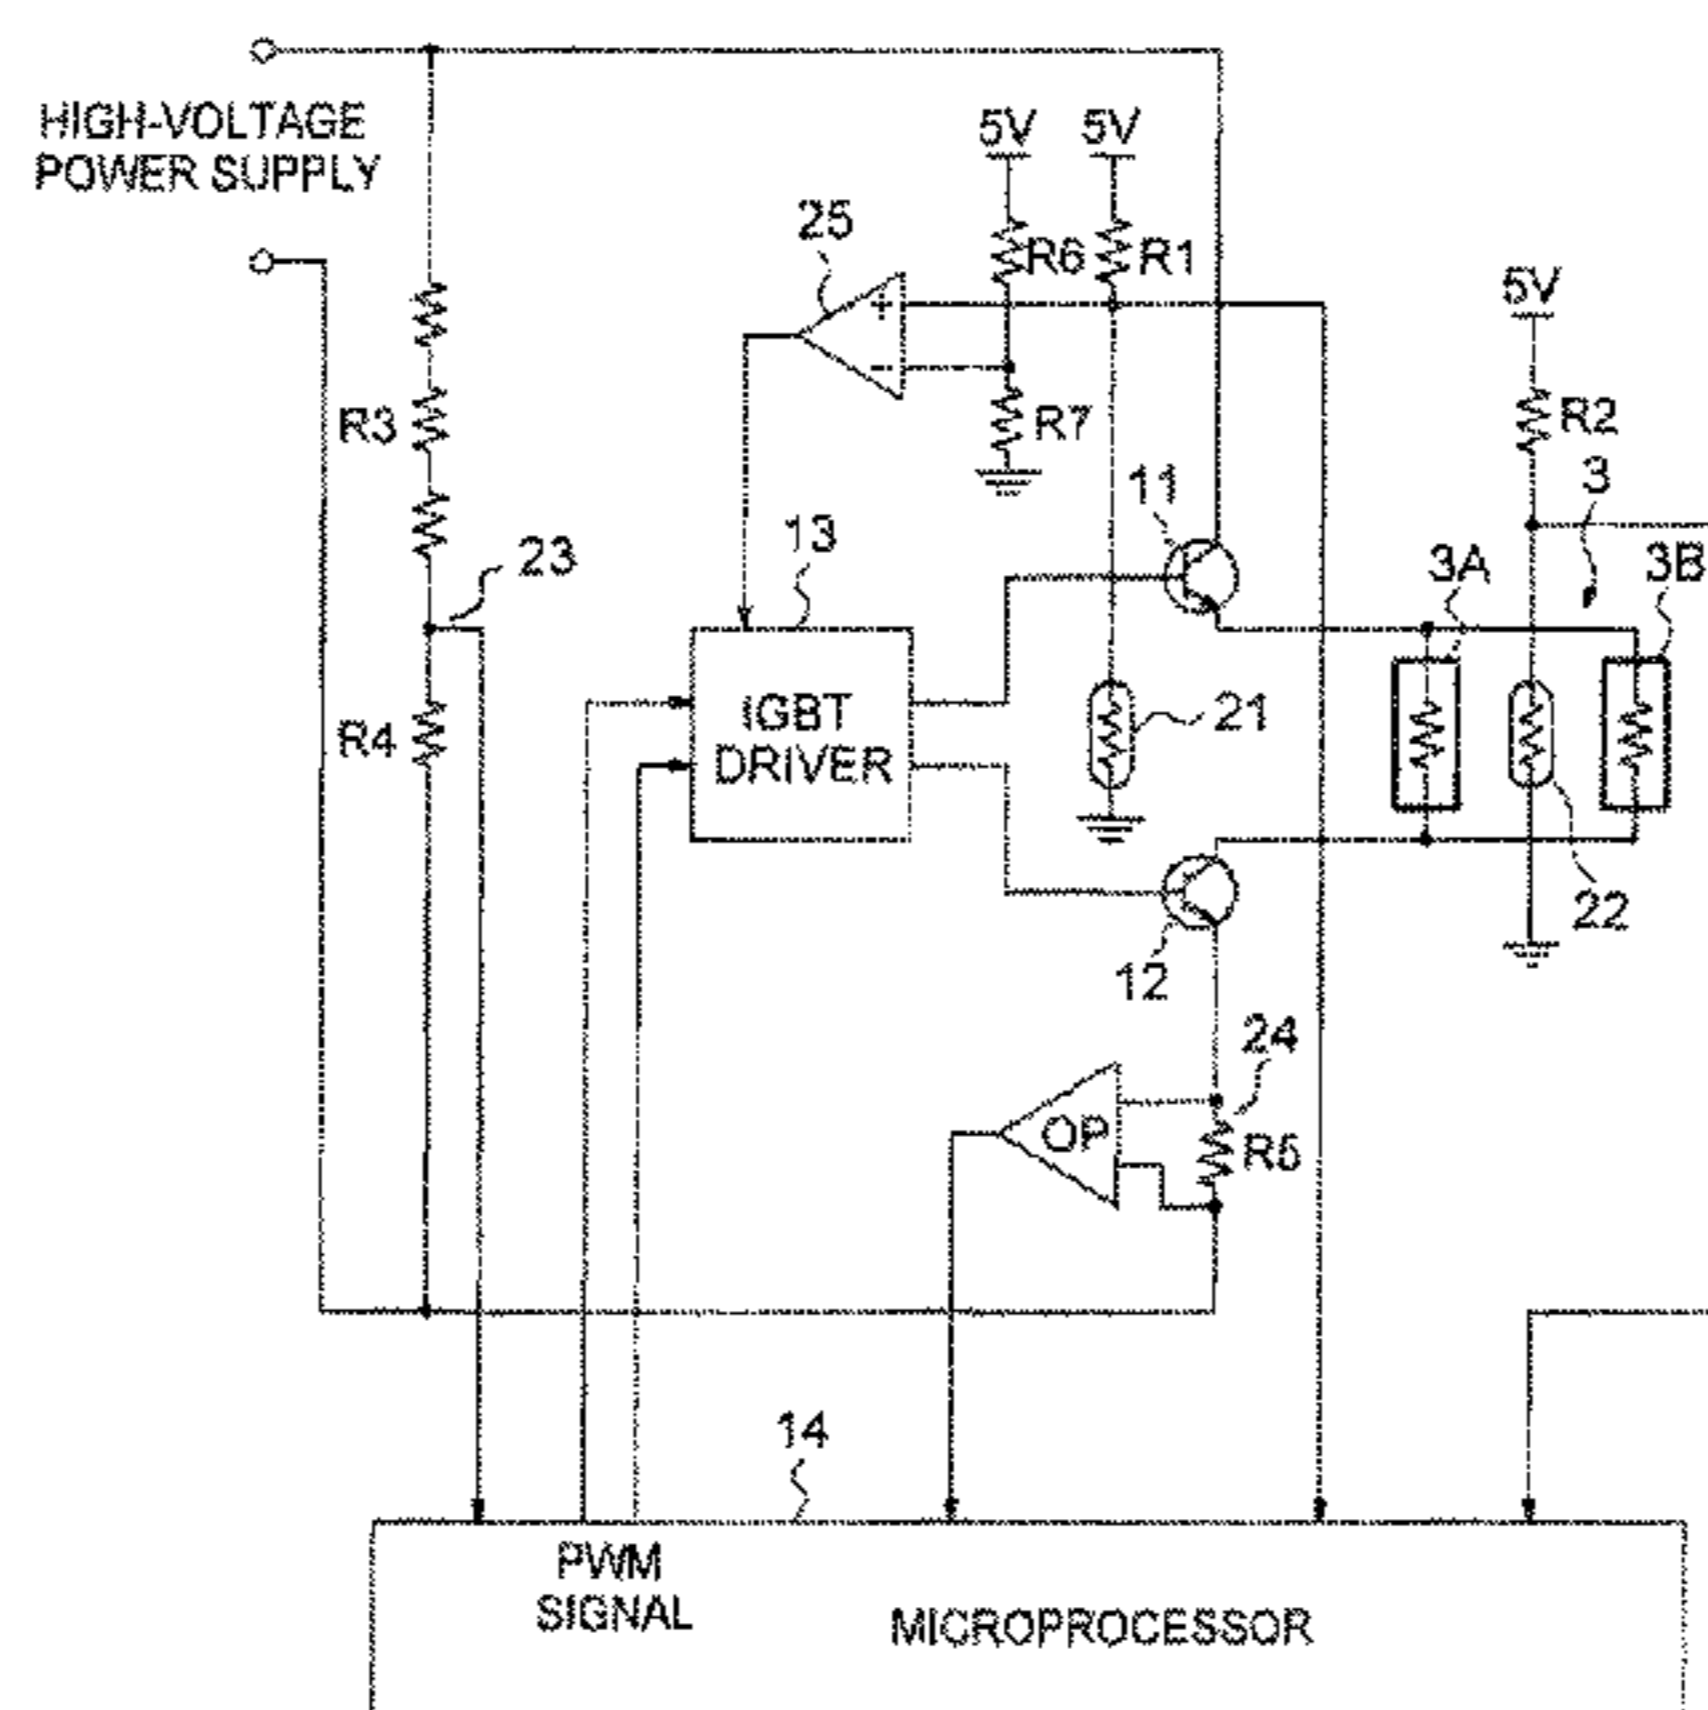 HIGH-VOLTAGE
POWER SUPPLY
5V
5V
25
R6
R1
5V
R3
R7
R2
11
3
23
13
3A
3B
R4
IGBT
DRIVER
21
22
12
24
OP
R5
14
PWM
SIGNAL
MICROPROCESSOR